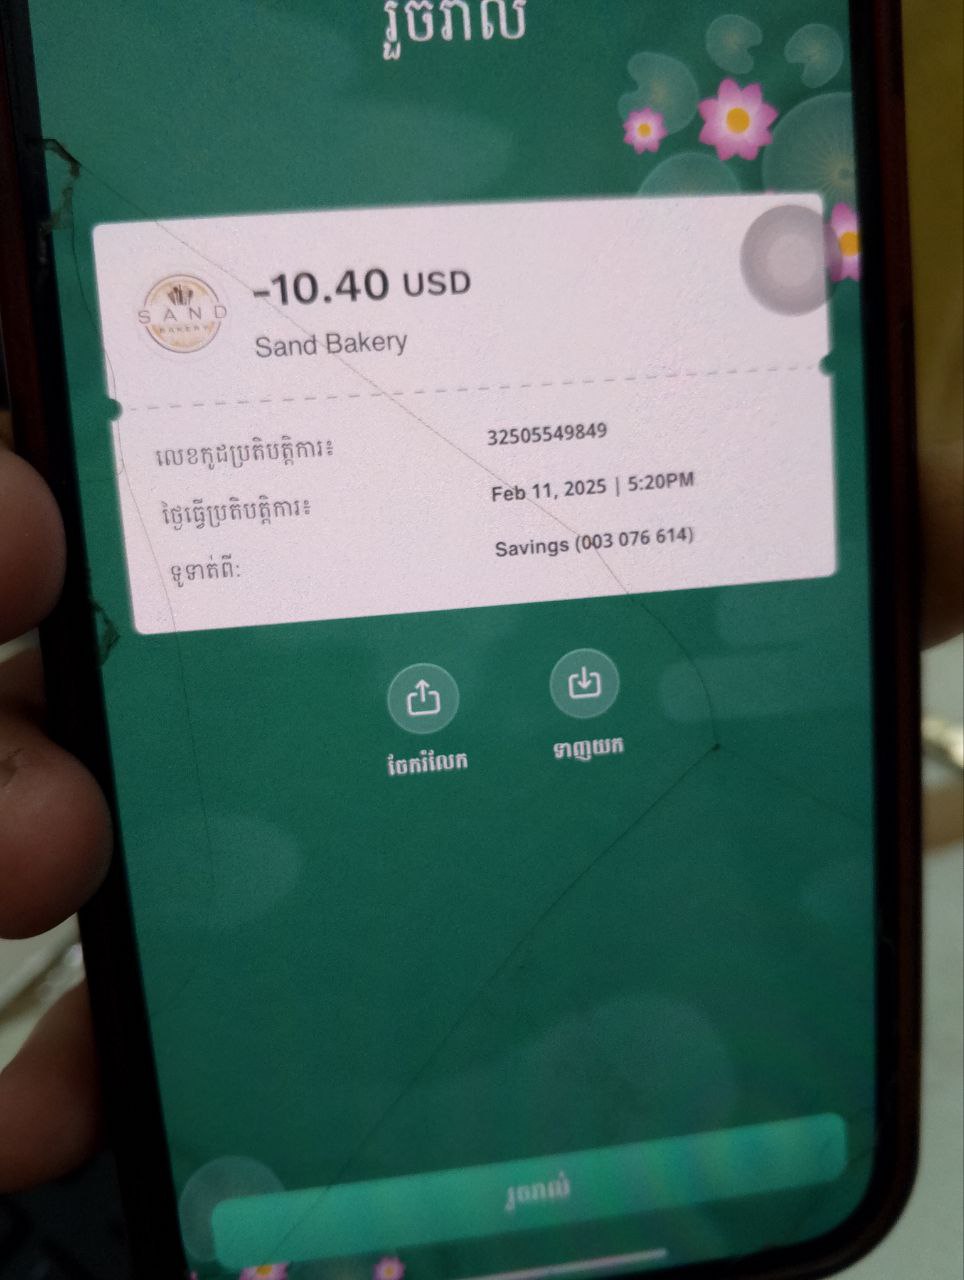 រួចរាល់
SAND
BAKERY
-10.40 USD
Sand Bakery
លេខកូដប្រតិបត្តិការ៖ 32505549849
ថ្ងៃធ្វើប្រតិបត្តិការ៖ Feb 11, 2025 | 5:20PM
ទូទាត់ពី: Savings (003 076 614)
ចែករំលែក ទាញយក
រួចរាល់